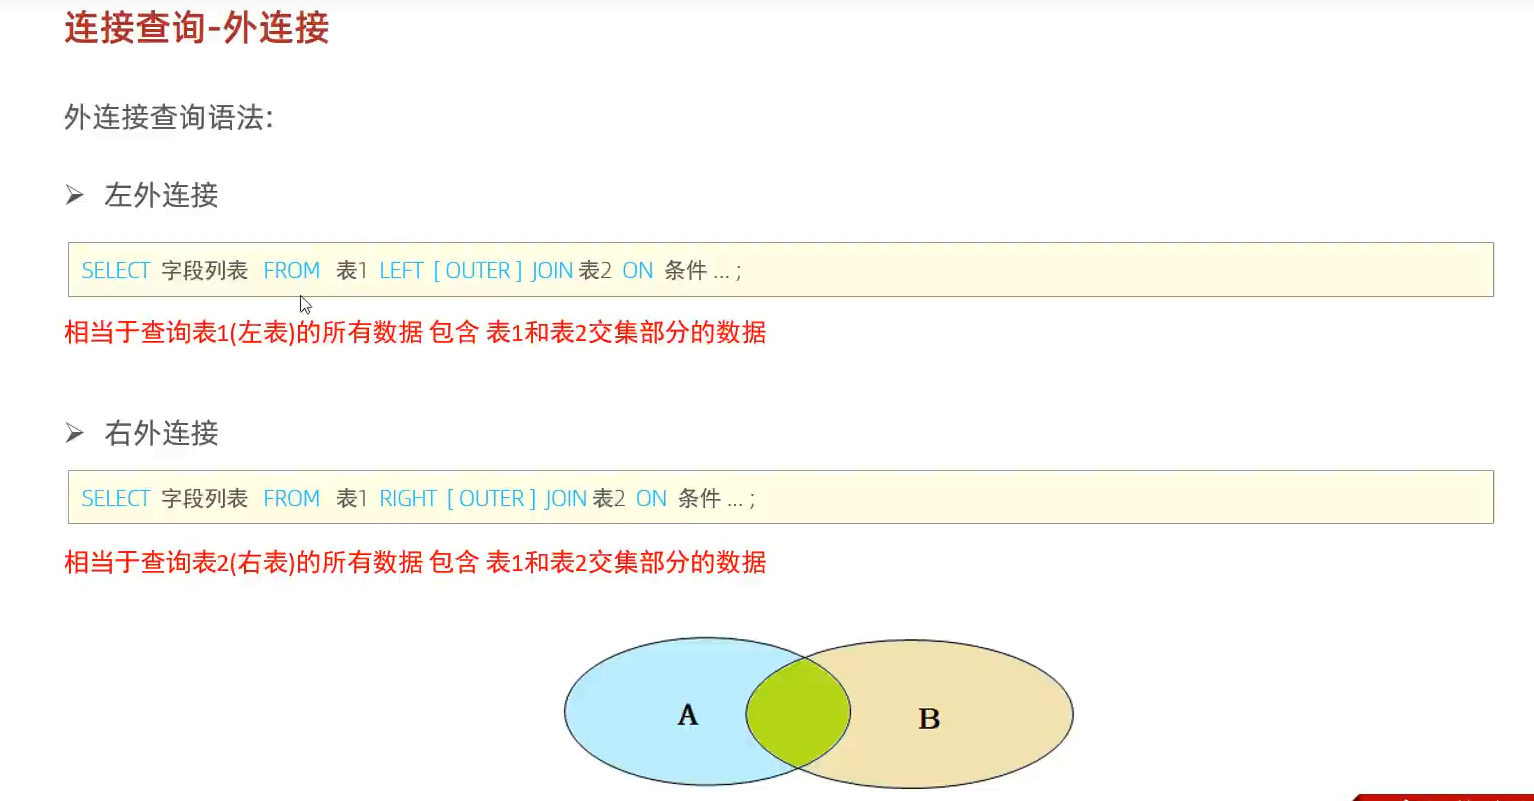 连接查询-外连接
外连接查询语法:
➢ 左外连接
SELECT 字段列表 FROM 表1 LEFT [ OUTER ] JOIN 表2 ON 条件 ... ;
相当于查询表1(左表)的所有数据 包含 表1和表2交集部分的数据
➢ 右外连接
SELECT 字段列表 FROM 表1 RIGHT [ OUTER ] JOIN 表2 ON 条件 ... ;
相当于查询表2(右表)的所有数据 包含 表1和表2交集部分的数据
A
B